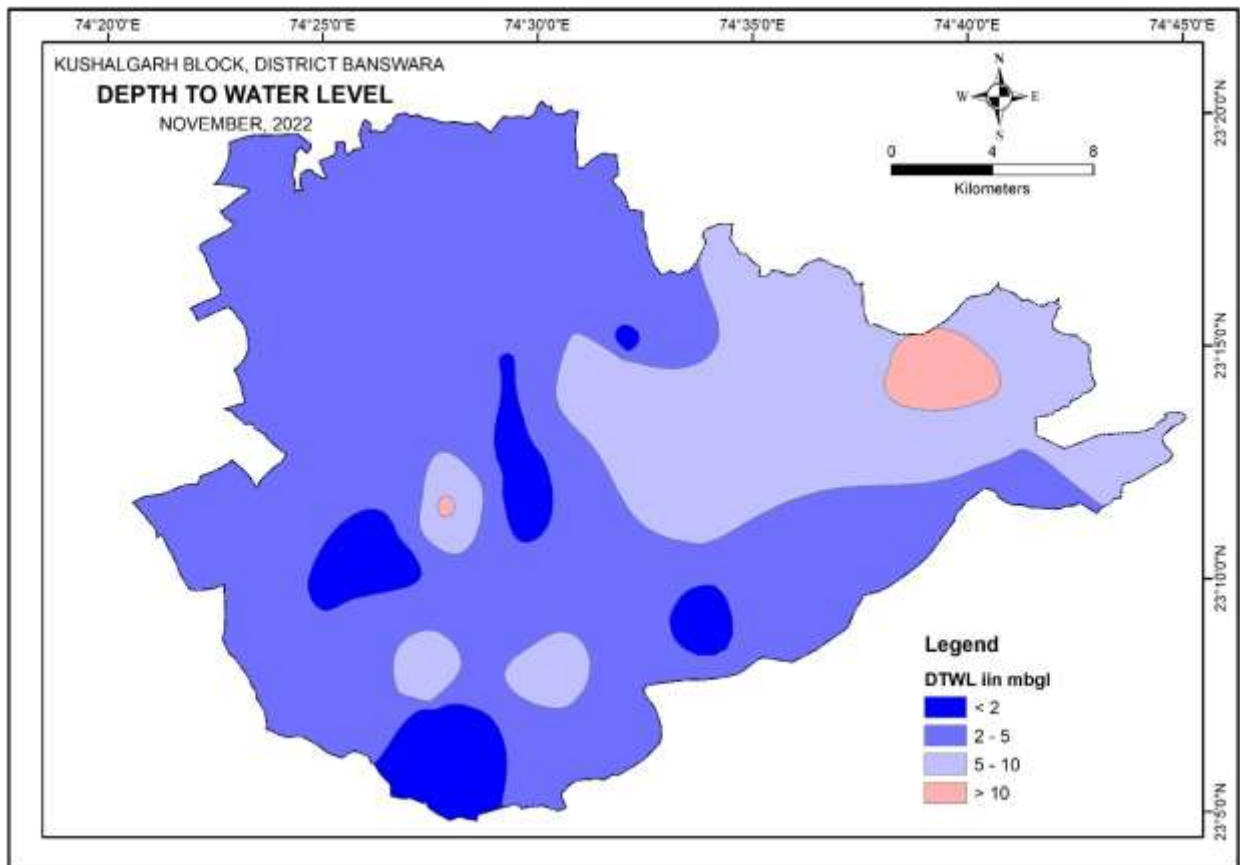 74°20'0"E 74°25'0"E 74°30'0"E 74°35'0"E 74°40'0"E 74°45'0"E
KUSHALGARH BLOCK, DISTRICT BANSWARA
DEPTH TO WATER LEVEL
NOVEMBER, 2022
N
W E
S
0 4 8
Kilometers
23°20'0"N
23°15'0"N
23°10'0"N
23°5'0"N
Legend
DTWL iin mbgl
< 2
2 - 5
5 - 10
> 10